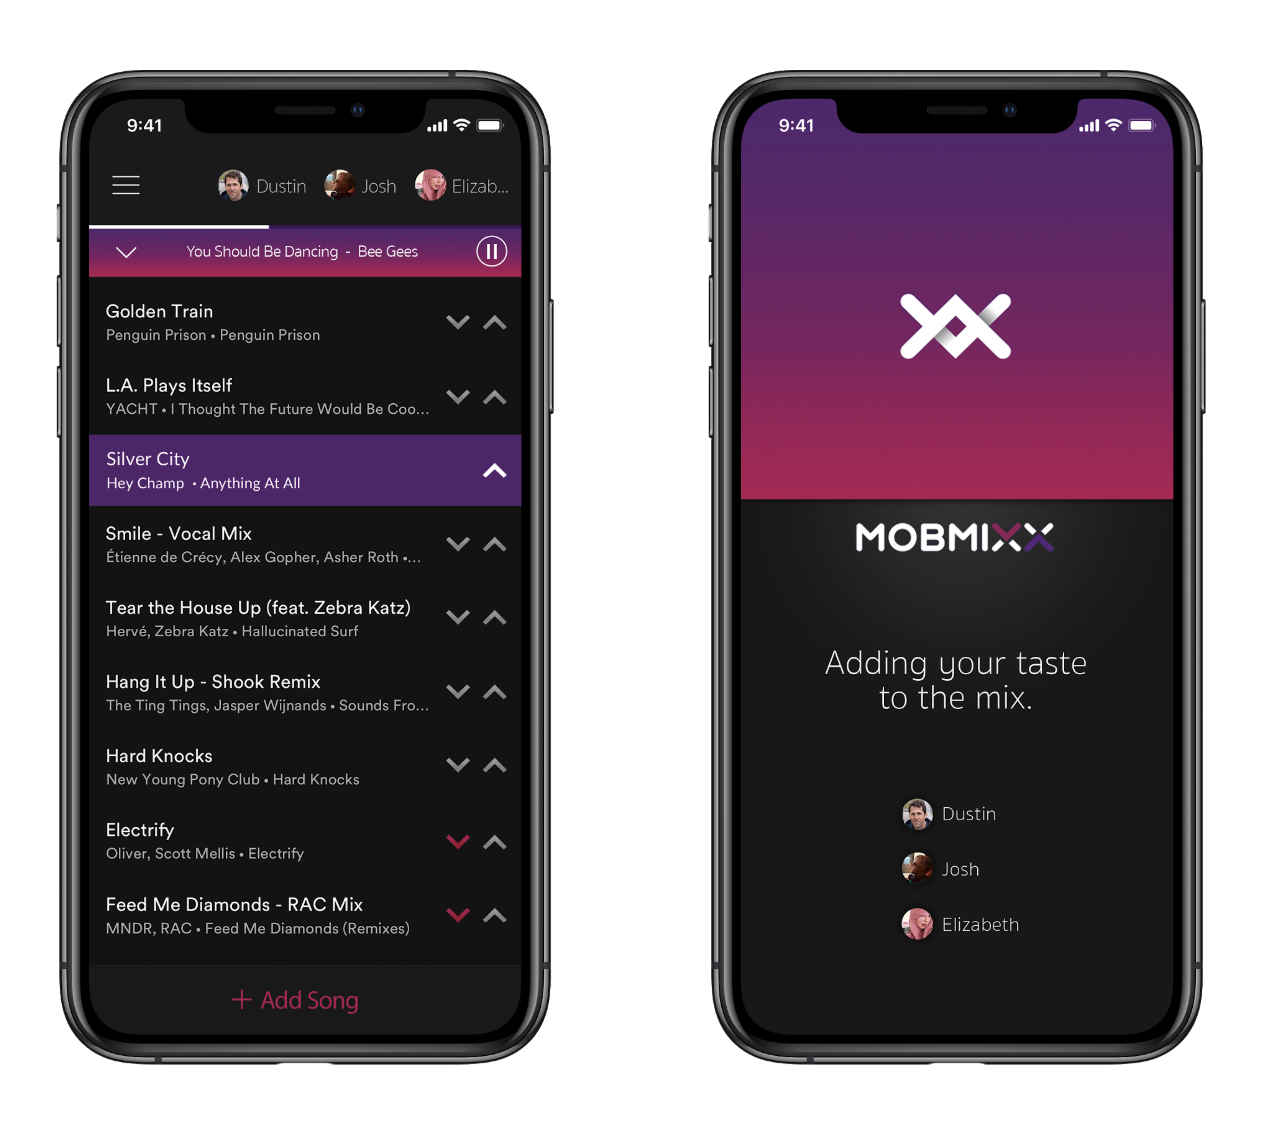 9:41
Dustin Josh Elizab...
You Should Be Dancing - Bee Gees
Golden Train
Penguin Prison • Penguin Prison
L.A. Plays Itself
YACHT • I Thought The Future Would Be Coo...
Silver City
Hey Champ • Anything At All
Smile - Vocal Mix
Étienne de Crécy, Alex Gopher, Asher Roth •...
Tear the House Up (feat. Zebra Katz)
Hervé, Zebra Katz • Hallucinated Surf
Hang It Up - Shook Remix
The Ting Tings, Jasper Wijnands • Sounds Fro...
Hard Knocks
New Young Pony Club • Hard Knocks
Electrify
Oliver, Scott Mellis • Electrify
Feed Me Diamonds - RAC Mix
MNDR, RAC • Feed Me Diamonds (Remixes)
+ Add Song
9:41
MOBMIXX
Adding your taste
to the mix.
Dustin
Josh
Elizabeth